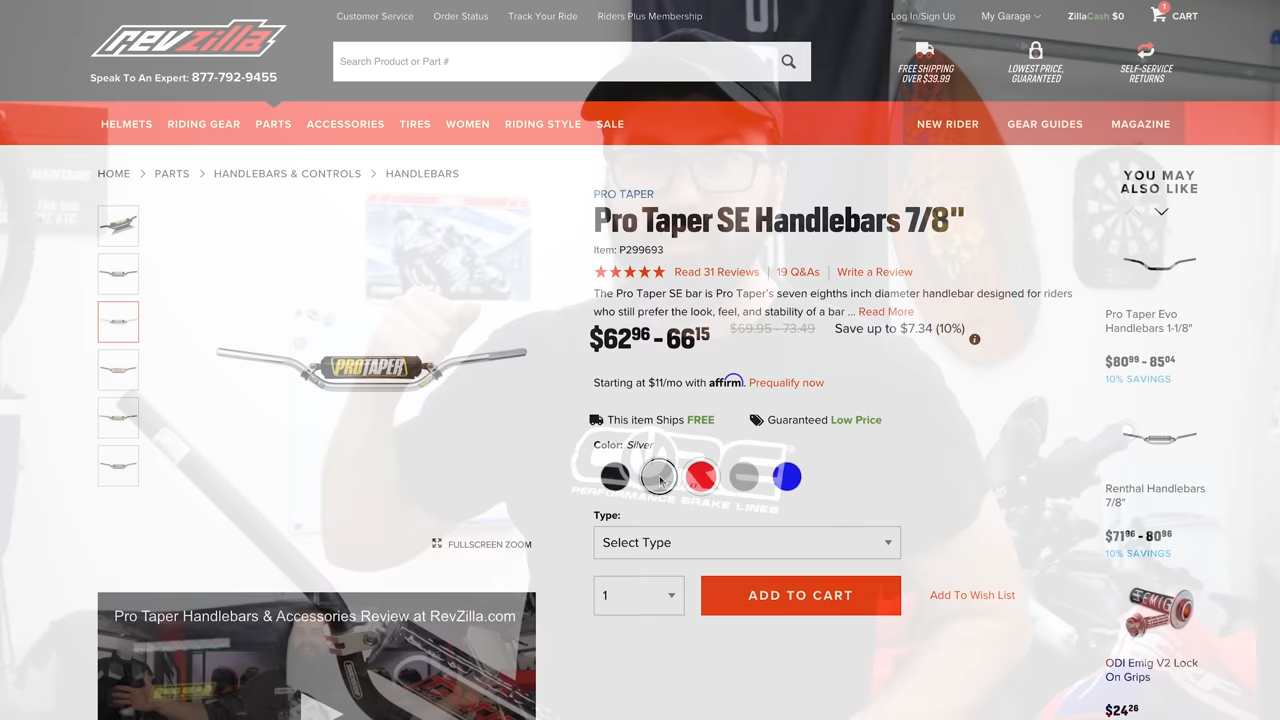 Customer Service Order Status Track Your Ride Riders Plus Membership
Log In/Sign Up My Garage ZillaCash $0 1 CART
revzilla
Speak To An Expert: 877-792-9455
Search Product or Part #
FREE SHIPPING
OVER $39.99
LOWEST PRICE,
GUARANTEED
SELF-SERVICE
RETURNS
HELMETS RIDING GEAR PARTS ACCESSORIES TIRES WOMEN RIDING STYLE SALE
NEW RIDER GEAR GUIDES MAGAZINE
HOME PARTS HANDLEBARS & CONTROLS HANDLEBARS
PRO TAPER
Pro Taper SE Handlebars 7/8"
Item: P299693
Read 31 Reviews 19 Q&As Write a Review
The Pro Taper SE bar is Pro Taper's seven eighths inch diameter handlebar designed for riders
who still prefer the look, feel, and stability of a bar ... Read More
$62.96 - 66.15 $69.95 - 73.49 Save up to $7.34 (10%)
Starting at $11/mo with affirm. Prequalify now
This item Ships FREE Guaranteed Low Price
Color: Silver
PERFORMANCE BRAKE LINES
Type:
Select Type
1
ADD TO CART
Add To Wish List
PROTAPER
FULLSCREEN ZOOM
Pro Taper Handlebars & Accessories Review at RevZilla.com
YOU MAY
ALSO LIKE
Pro Taper Evo
Handlebars 1-1/8"
$80.99 - 85.04
10% SAVINGS
Renthal Handlebars
7/8"
$71.96 - 80.96
10% SAVINGS
ODI Emig V2 Lock
On Grips
$24.26